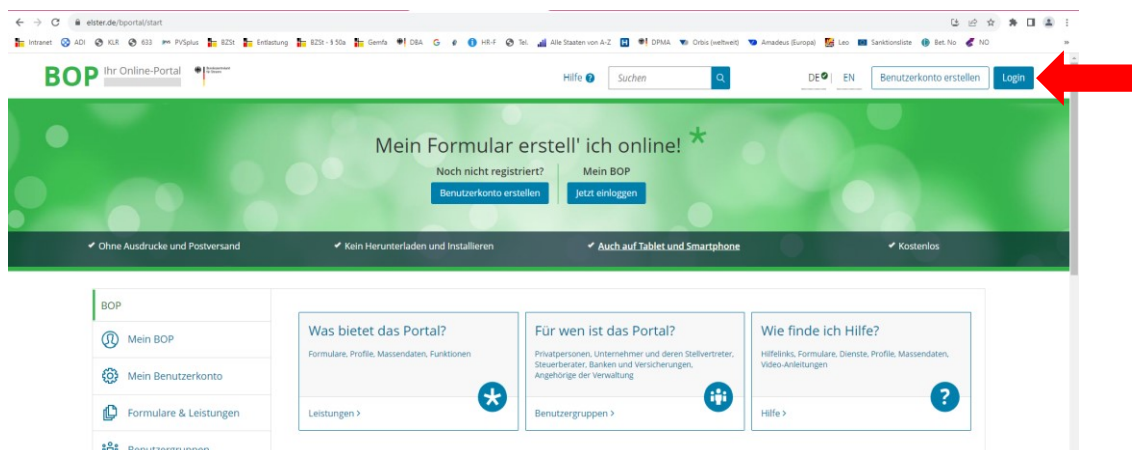 elster.de/bportal/start
Intranet ADI KLR 633 PVSplus BZSt Entlastung BZSt - § 50a Gemfa DBA HR-F Tel. Alle Staaten von A-Z DPMA Orbis (weltweit) Amadeus (Europa) Leo Sanktionsliste Bet. No NO
BOP Ihr Online-Portal
Hilfe ? Suchen DE EN Benutzerkonto erstellen Login
Mein Formular erstell' ich online! *
Noch nicht registriert? Mein BOP
Benutzerkonto erstellen Jetzt einloggen
✔ Ohne Ausdrucke und Postversand ✔ Kein Herunterladen und Installieren ✔ Auch auf Tablet und Smartphone ✔ Kostenlos
BOP
Mein BOP
Mein Benutzerkonto
Formulare & Leistungen
Benutzergruppen
Was bietet das Portal?
Formulare, Profile, Massendaten, Funktionen
Leistungen >
Für wen ist das Portal?
Privatpersonen, Unternehmer und deren Stellvertreter,
Steuerberater, Banken und Versicherungen,
Angehörige der Verwaltung
Benutzergruppen >
Wie finde ich Hilfe?
Hilfelinks, Formulare, Dienste, Profile, Massendaten,
Video-Anleitungen
Hilfe >